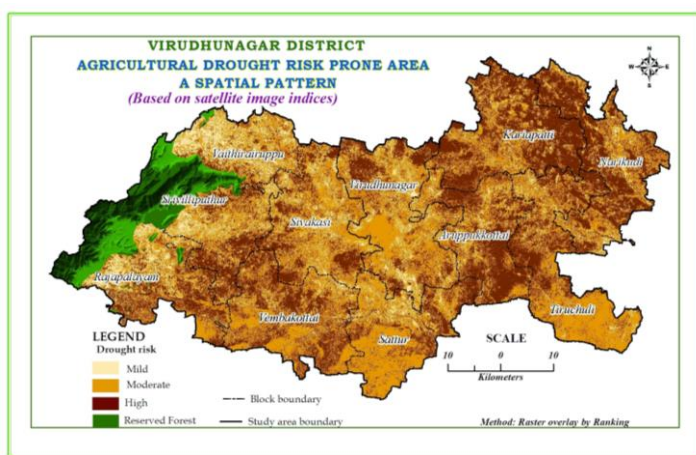 VIRUDHUNAGAR DISTRICT
AGRICULTURAL DROUGHT RISK PRONE AREA
A SPATIAL PATTERN
(Based on satellite image indices)
N
W E
S
Kariapatti
Vathirairuppu
Narikudi
Virudhunagar
Srivilliputhur
Sivakasi
Aruppukkottai
Rajapalayam
Tiruchuli
Vembakottai
Sattur
LEGEND
Drought risk
Mild
Moderate
High
Reserved Forest
Block boundary
Study area boundary
SCALE
10 0 10
Kilometers
Method: Raster overlay by Ranking